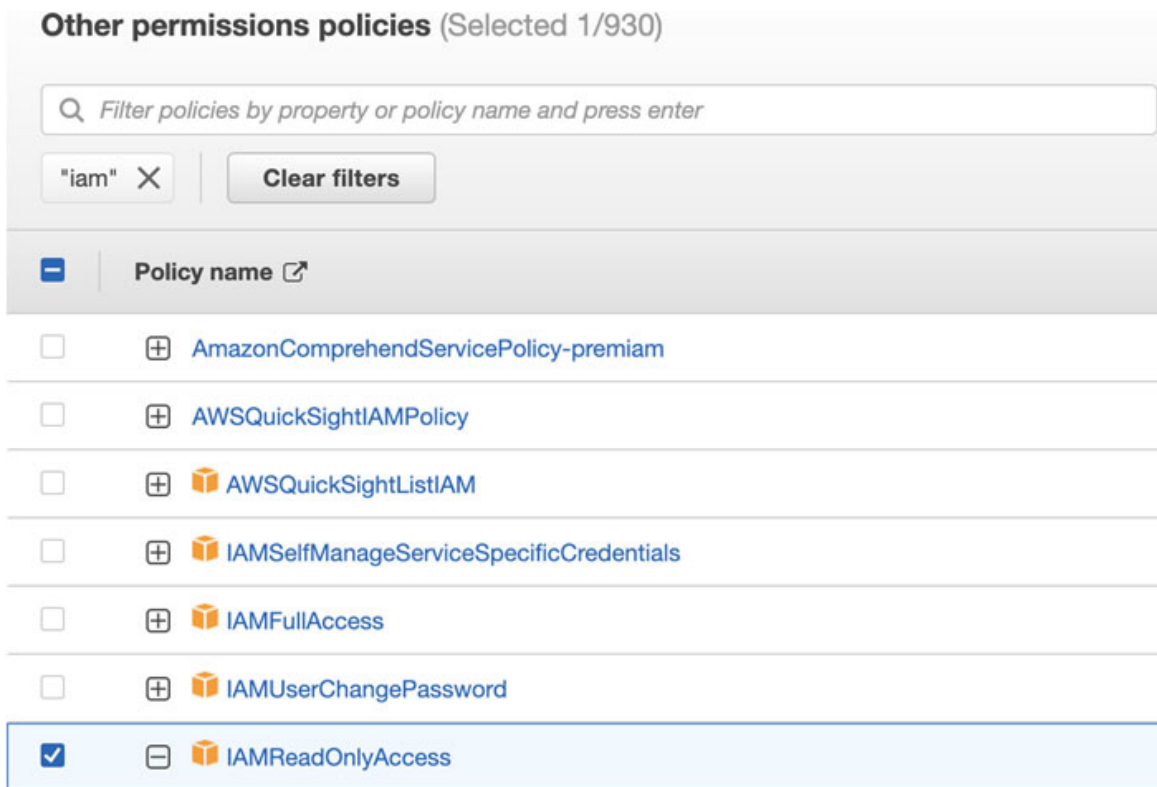 Other permissions policies (Selected 1/930)
Filter policies by property or policy name and press enter
"iam"
Clear filters
Policy name
AmazonComprehendServicePolicy-premiam
AWSQuickSightIAMPolicy
AWSQuickSightListIAM
IAMSelfManageServiceSpecificCredentials
IAMFullAccess
IAMUserChangePassword
IAMReadOnlyAccess